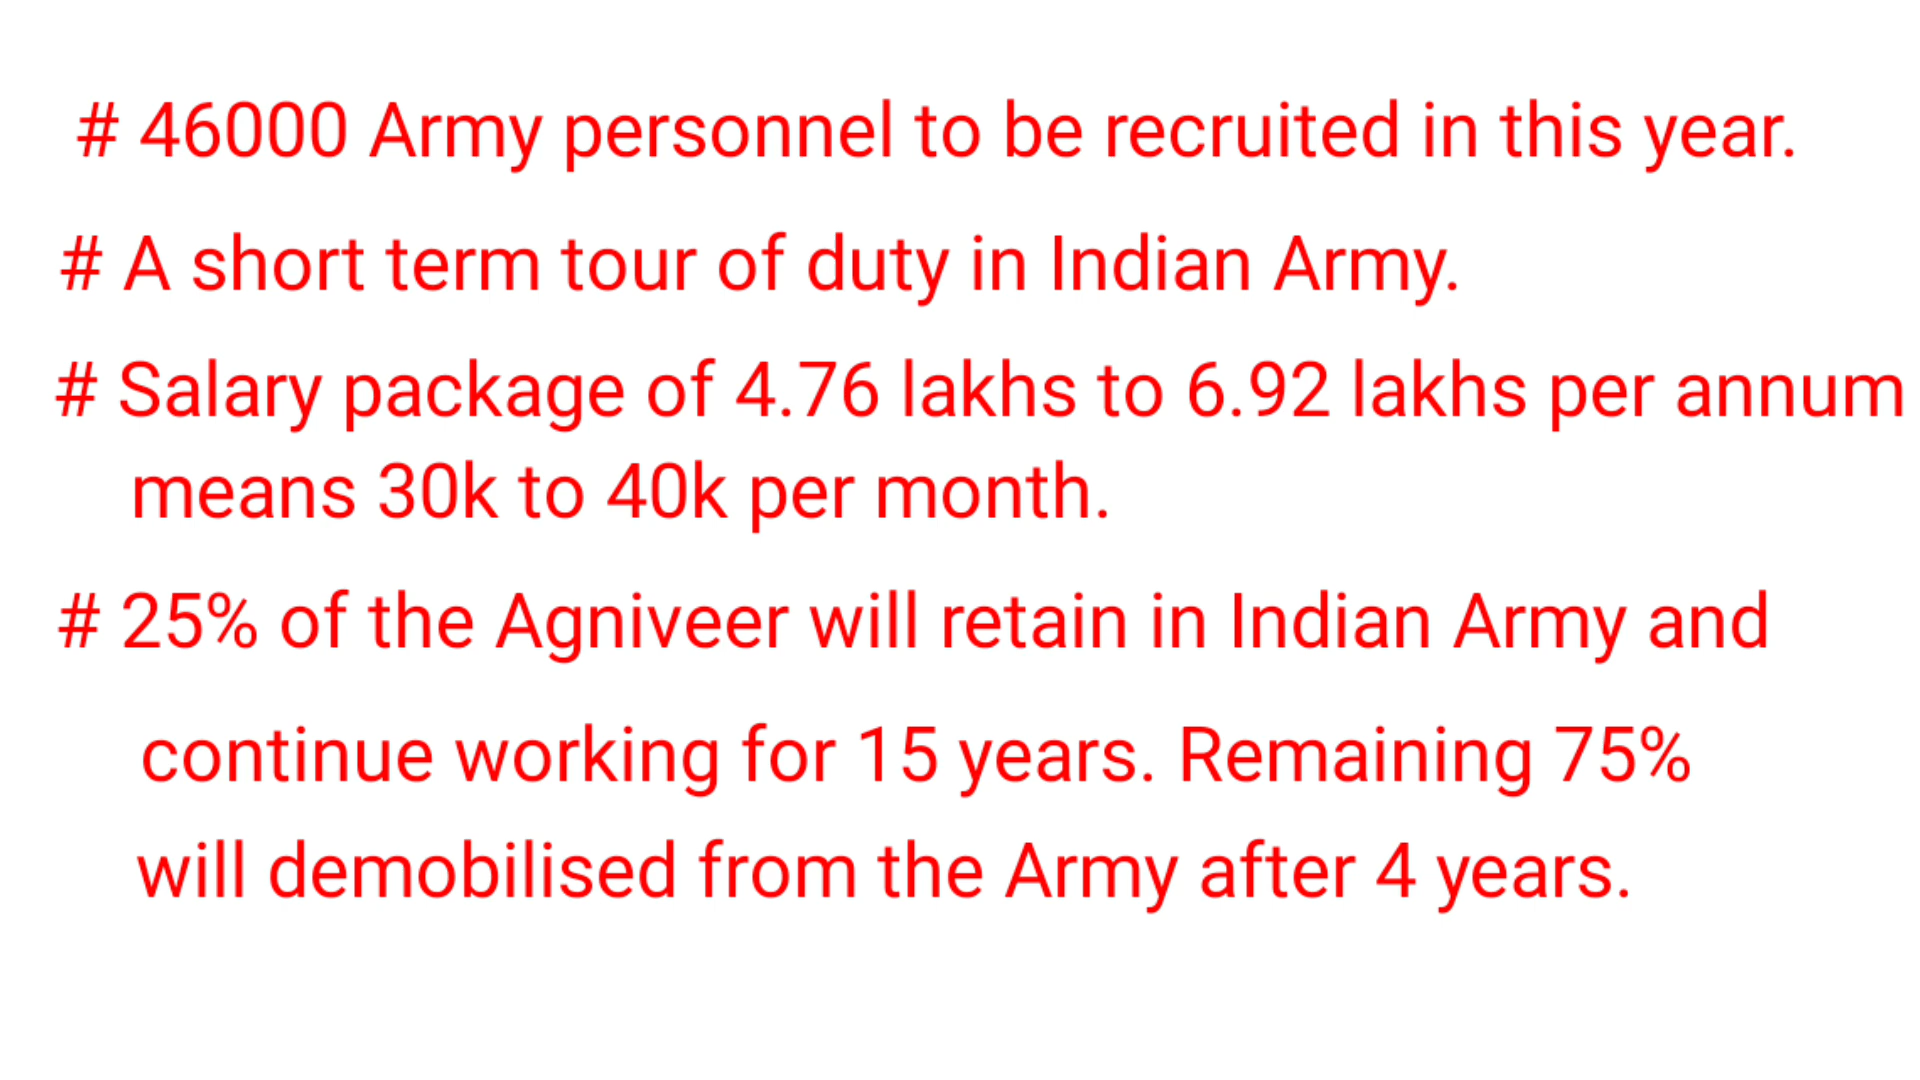 # 46000 Army personnel to be recruited in this year.
# A short term tour of duty in Indian Army.
# Salary package of 4.76 lakhs to 6.92 lakhs per annum
means 30k to 40k per month.
# 25% of the Agniveer will retain in Indian Army and
continue working for 15 years. Remaining 75%
will demobilised from the Army after 4 years.